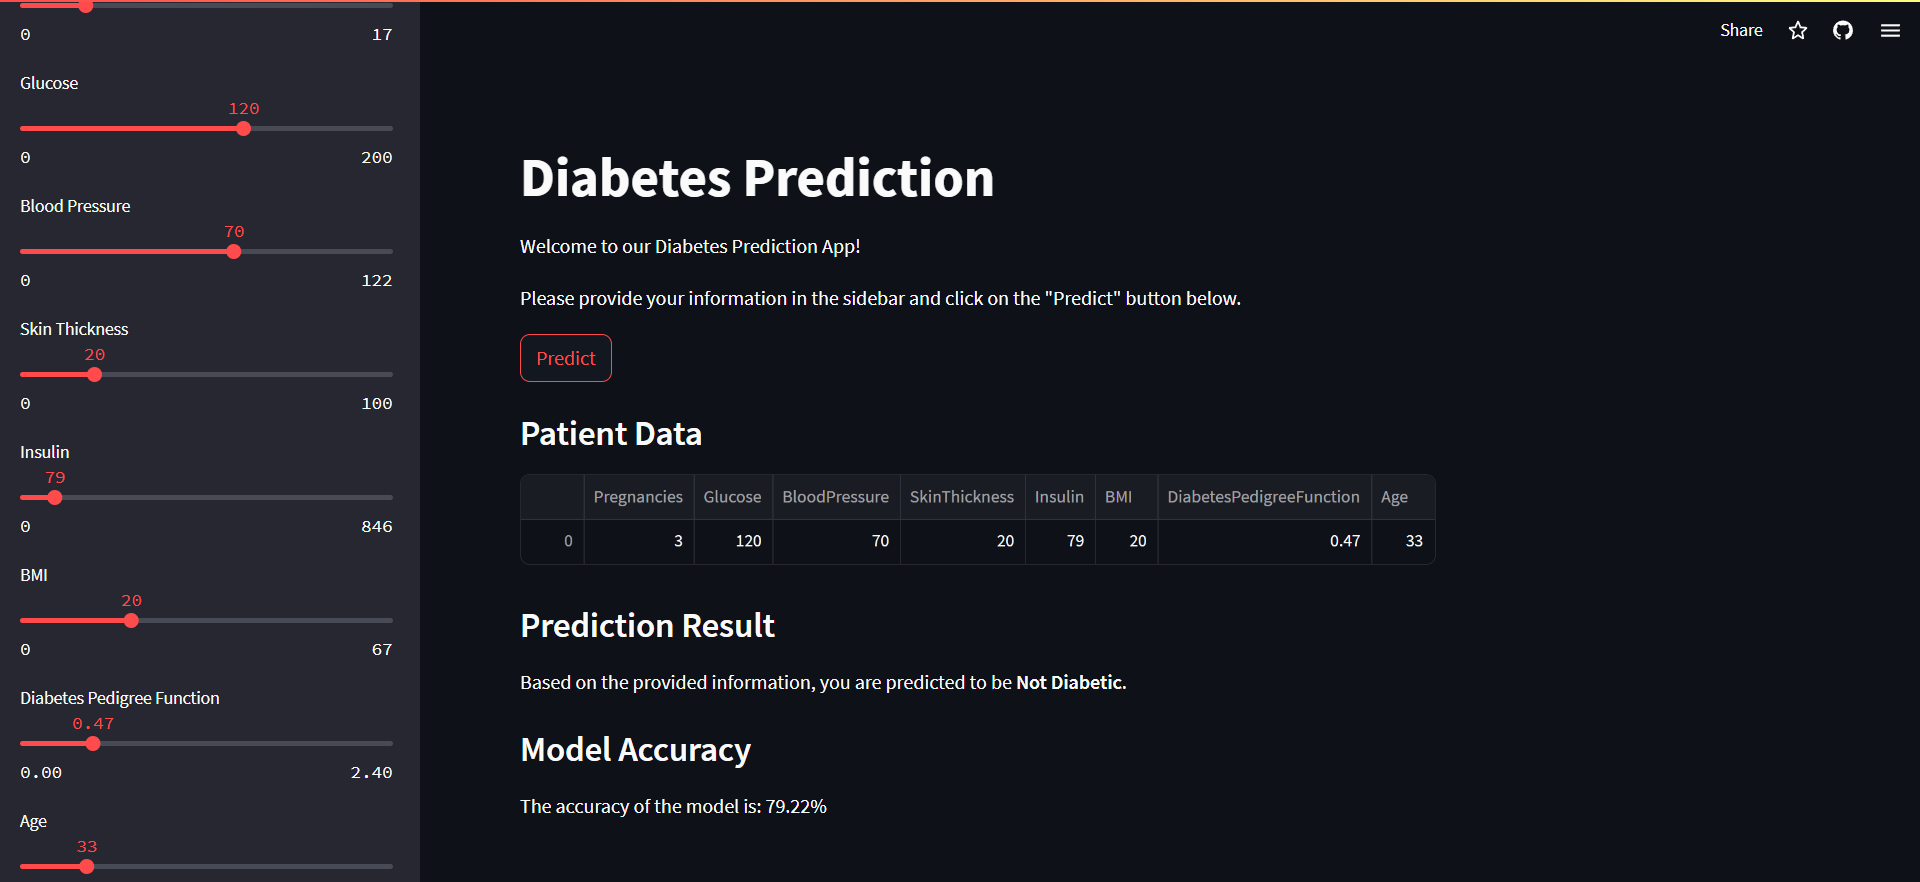 0 17
Glucose
120
0 200
Blood Pressure
70
0 122
Skin Thickness
20
0 100
Insulin
79
0 846
BMI
20
0 67
Diabetes Pedigree Function
0.47
0.00 2.40
Age
33
Share
Diabetes Prediction
Welcome to our Diabetes Prediction App!
Please provide your information in the sidebar and click on the "Predict" button below.
Predict
Patient Data
Pregnancies Glucose BloodPressure SkinThickness Insulin BMI DiabetesPedigreeFunction Age
0 3 120 70 20 79 20 0.47 33
Prediction Result
Based on the provided information, you are predicted to be Not Diabetic.
Model Accuracy
The accuracy of the model is: 79.22%